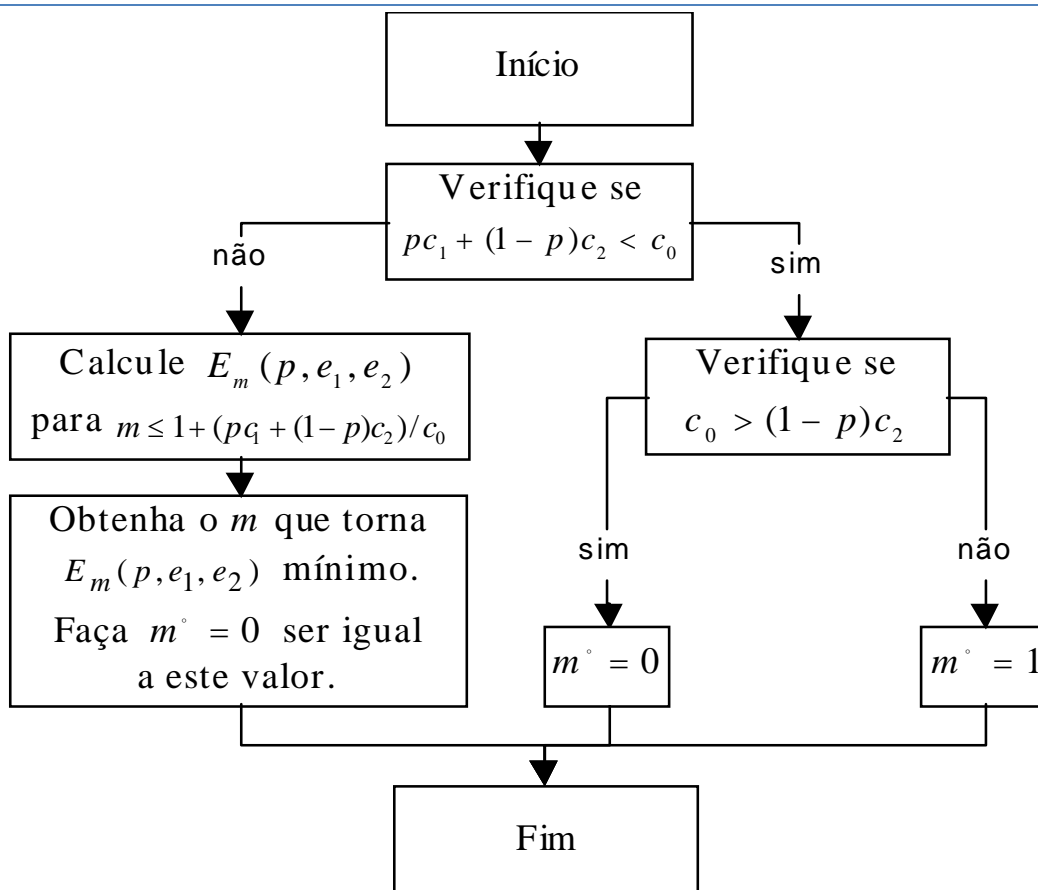 Início
Verifique se
pc₁ + (1 − p)c₂ < c₀
não
sim
Calcule E_m (p, e₁, e₂)
para m ≤ 1 + (pc₁ + (1 − p)c₂)/c₀
Verifique se
c₀ > (1 − p)c₂
Obtenha o m que torna
E_m (p, e₁, e₂) mínimo.
Faça m° = 0 ser igual
a este valor.
sim
não
m° = 0
m° = 1
Fim